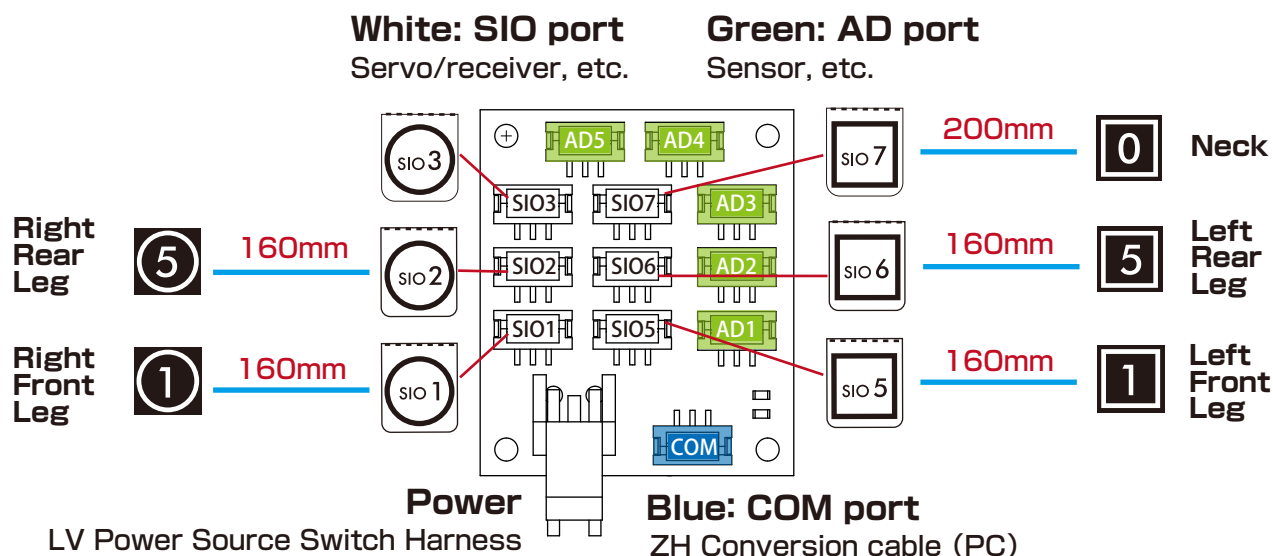 White: SIO port
Servo/receiver, etc.
Green: AD port
Sensor, etc.
SIO 3
AD5
AD4
SIO 7
200mm
0
Neck
SIO3
SIO7
AD3
Right
Rear
Leg
5
160mm
SIO 2
SIO2
SIO6
AD2
SIO 6
160mm
5
Left
Rear
Leg
SIO1
SIO5
AD1
Right
Front
Leg
1
160mm
SIO 1
SIO 5
160mm
1
Left
Front
Leg
COM
Power
LV Power Source Switch Harness
Blue: COM port
ZH Conversion cable (PC)